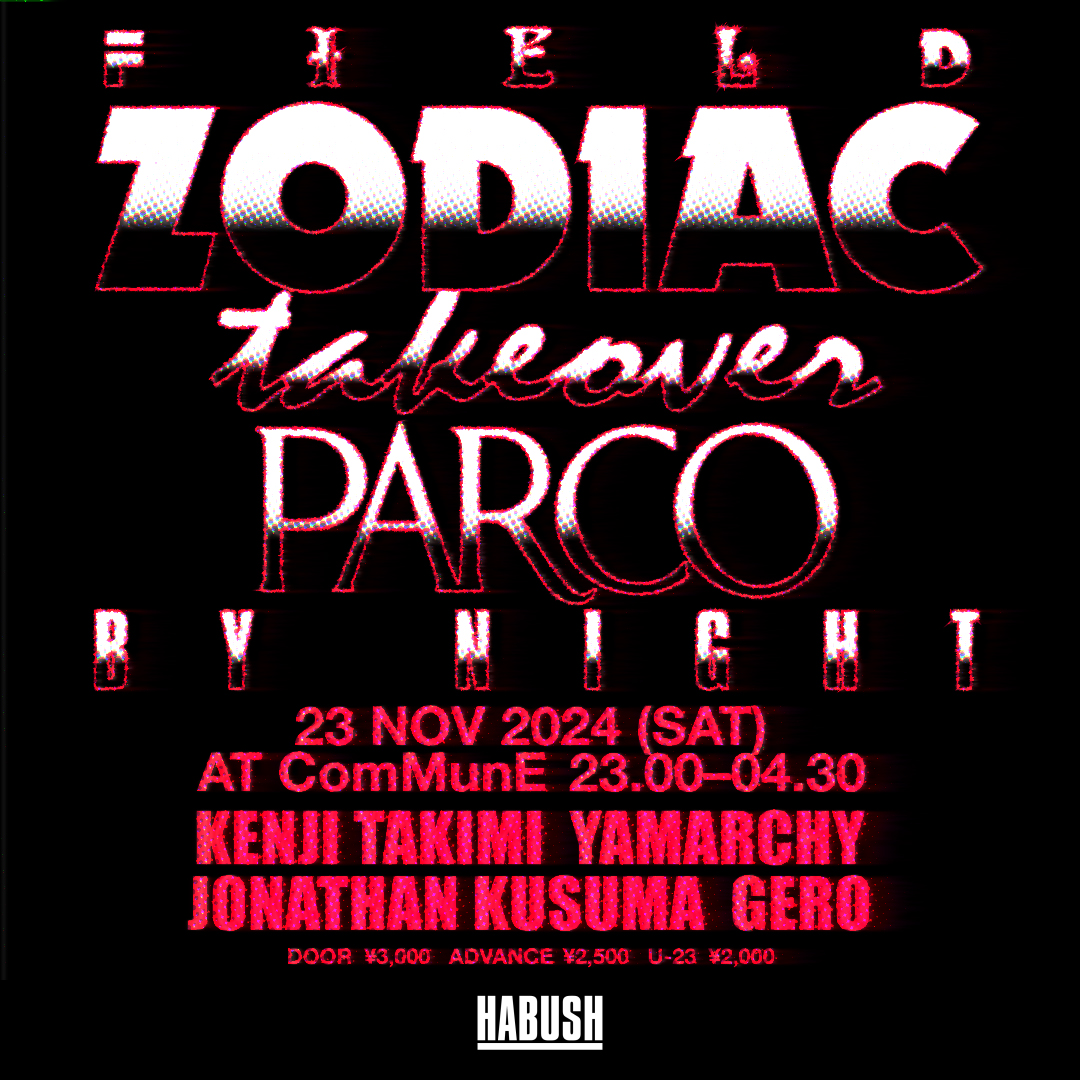 FIELD
ZODIAC
takeover
PARCO
BY NIGHT
23 NOV 2024 (SAT)
AT ComMunE 23.00–04.30
KENJI TAKIMI YAMARCHY
JONATHAN KUSUMA GERO
DOOR ¥3,000 ADVANCE ¥2,500 U-23 ¥2,000
HABUSH